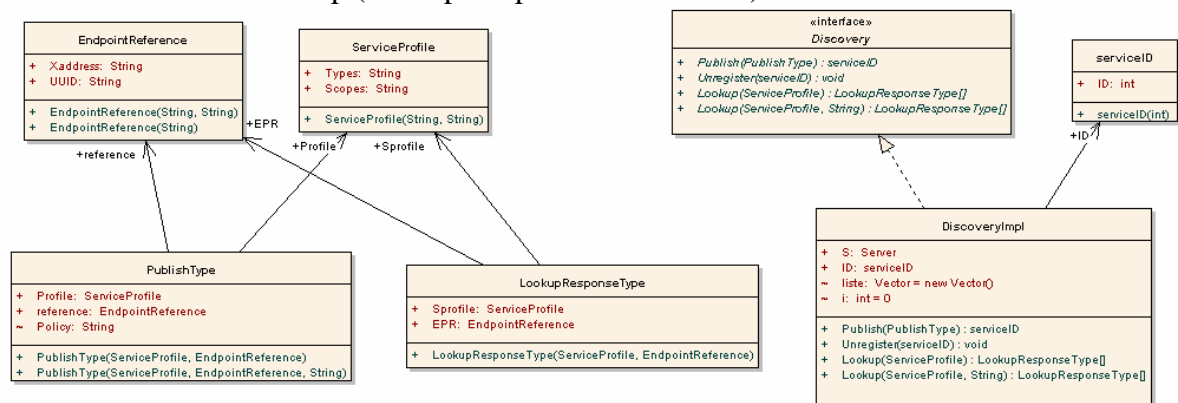 EndpointReference
+ Xaddress: String
+ UUID: String
+ EndpointReference(String, String)
+ EndpointReference(String)
ServiceProfile
+ Types: String
+ Scopes: String
+ ServiceProfile(String, String)
«interface»
Discovery
+ Publish(PublishType) : serviceID
+ Unregister(serviceID) : void
+ Lookup(ServiceProfile) : LookupResponseType[]
+ Lookup(ServiceProfile, String) : LookupResponseType[]
serviceID
+ ID: int
+ serviceID(int)
+EPR
+reference
+Profile
+Sprofile
+ID
PublishType
+ Profile: ServiceProfile
+ reference: EndpointReference
~ Policy: String
+ PublishType(ServiceProfile, EndpointReference)
+ PublishType(ServiceProfile, EndpointReference, String)
LookupResponseType
+ Sprofile: ServiceProfile
+ EPR: EndpointReference
+ LookupResponseType(ServiceProfile, EndpointReference)
DiscoveryImpl
+ S: Server
+ ID: serviceID
~ liste: Vector = new Vector()
~ i: int = 0
+ Publish(PublishType) : serviceID
+ Unregister(serviceID) : void
+ Lookup(ServiceProfile) : LookupResponseType[]
+ Lookup(ServiceProfile, String) : LookupResponseType[]